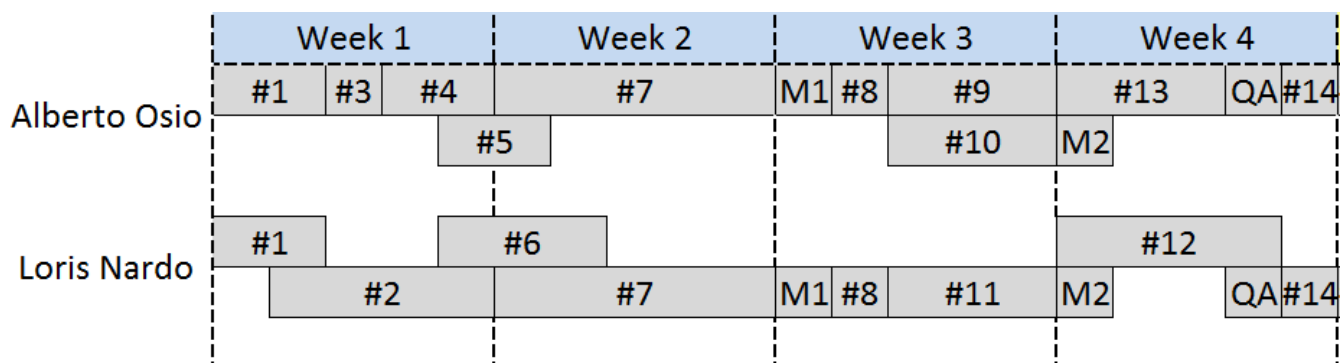 Week 1 Week 2 Week 3 Week 4
#1 #3 #4 #7 M1 #8 #9 #13 QA #14
Alberto Osio
#5 #10 M2
#1 #6 #12
Loris Nardo
#2 #7 M1 #8 #11 M2 QA #14